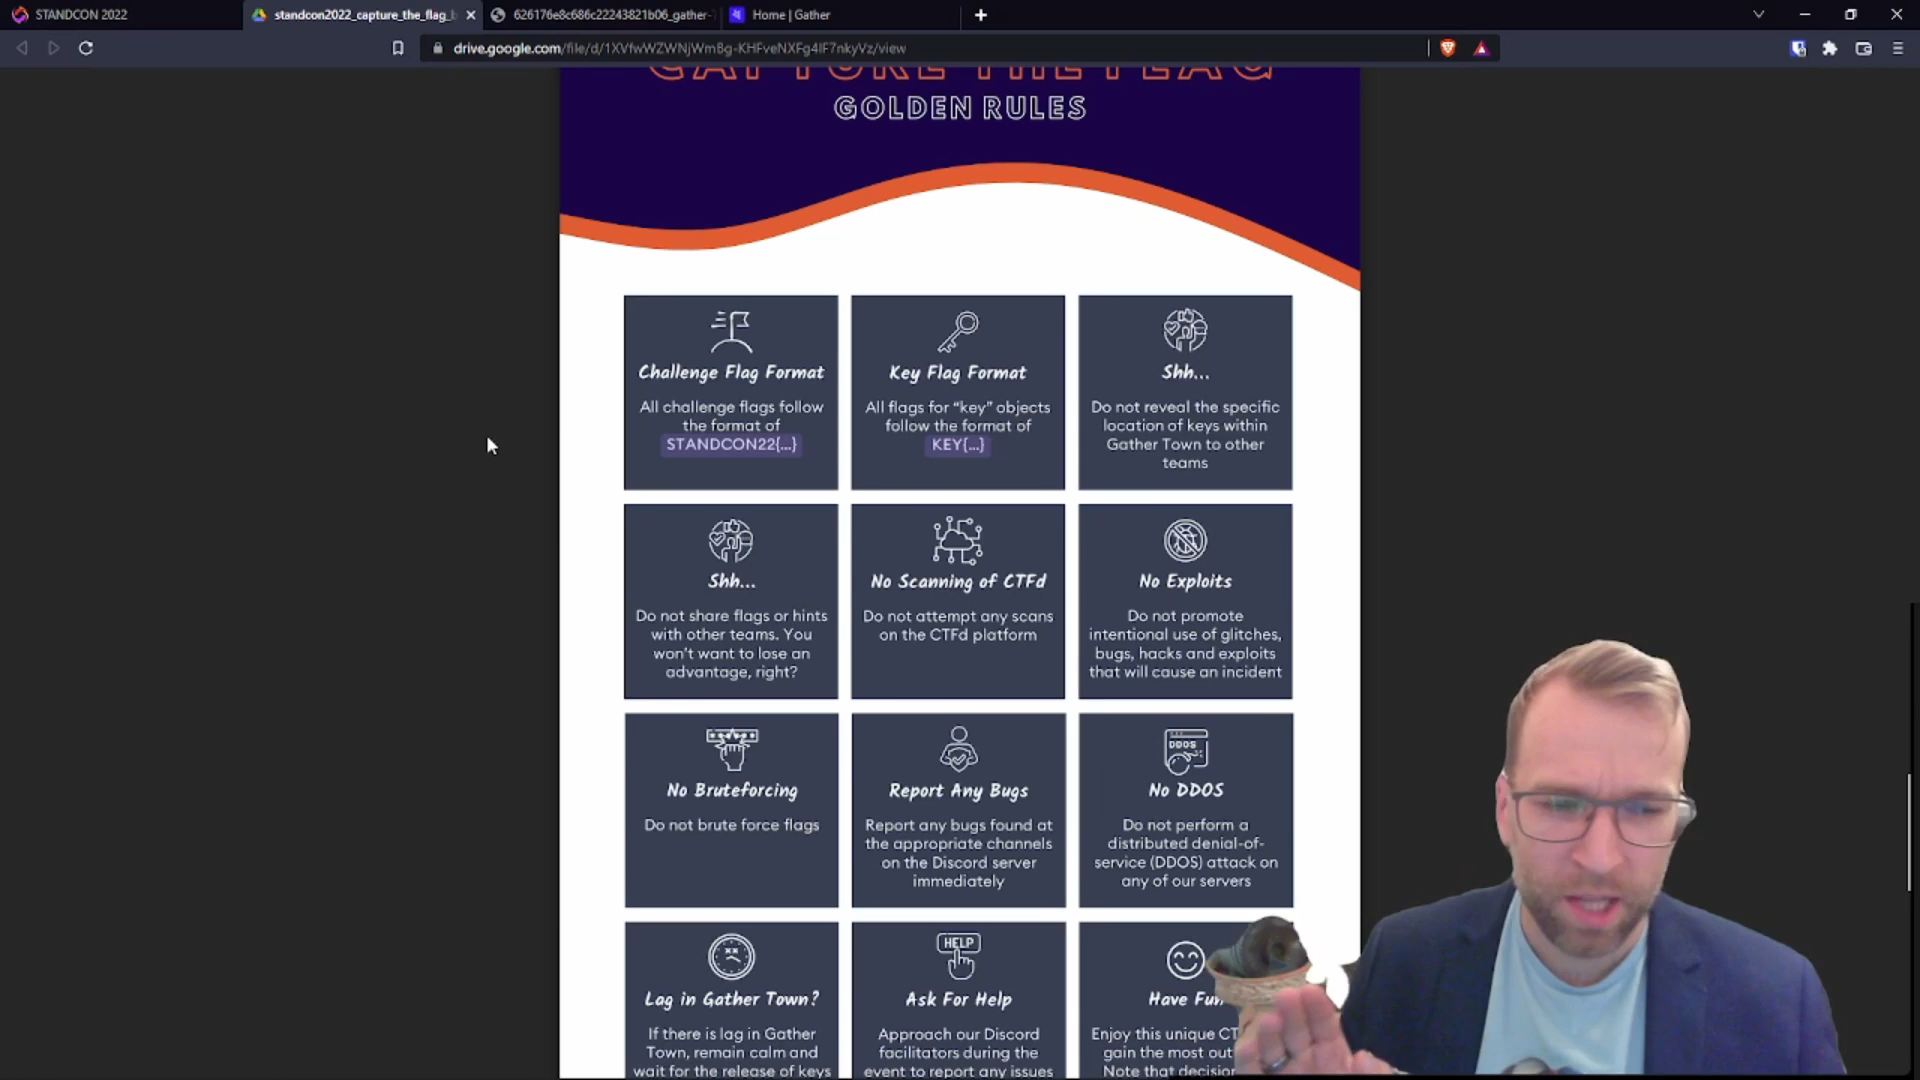 STANDCON 2022
standcon2022_capture_the_flag_b
626176e8c686c22243821b06_gather-
Home | Gather
drive.google.com/file/d/1XVfwWZWNjWmBg-KHFveNXFg4IF7nkyVz/view
CAPTURE THE FLAG
GOLDEN RULES
Challenge Flag Format
All challenge flags follow
the format of
STANDCON22{...}
Key Flag Format
All flags for “key” objects
follow the format of
KEY{...}
Shh...
Do not reveal the specific
location of keys within
Gather Town to other
teams
Shh...
Do not share flags or hints
with other teams. You
won't want to lose an
advantage, right?
No Scanning of CTFd
Do not attempt any scans
on the CTFd platform
No Exploits
Do not promote
intentional use of glitches,
bugs, hacks and exploits
that will cause an incident
No Bruteforcing
Do not brute force flags
Report Any Bugs
Report any bugs found at
the appropriate channels
on the Discord server
immediately
DDOS
No DDOS
Do not perform a
distributed denial-of-
service (DDOS) attack on
any of our servers
Lag in Gather Town?
If there is lag in Gather
Town, remain calm and
wait for the release of keys
HELP
Ask For Help
Approach our Discord
facilitators during the
event to report any issues
Have Fun
Enjoy this unique CT
gain the most out
Note that decision